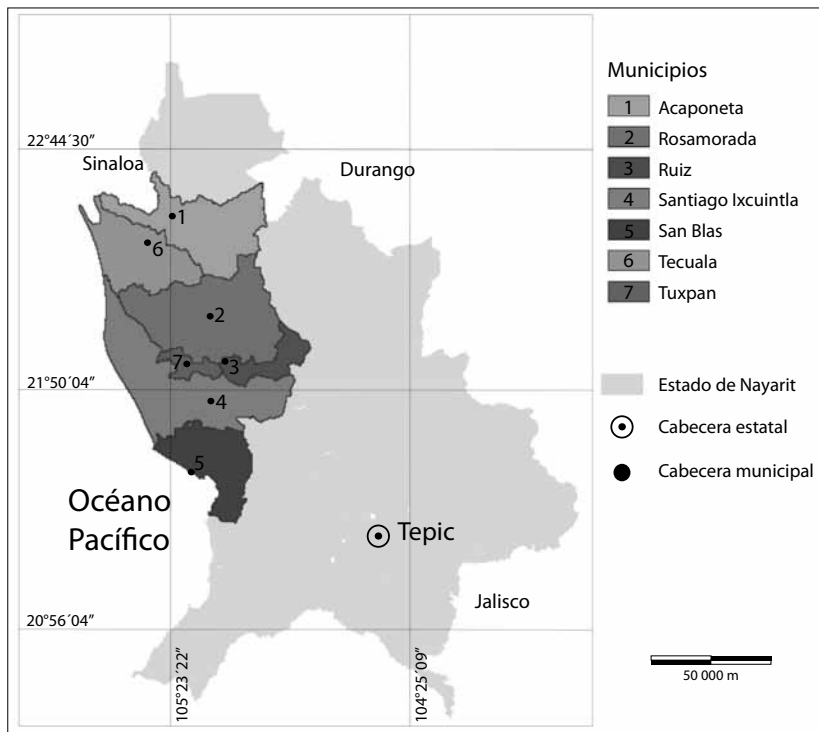 Municipios
1 Acaponeta
2 Rosamorada
3 Ruiz
4 Santiago Ixcuintla
5 San Blas
6 Tecuala
7 Tuxpan
Estado de Nayarit
Cabecera estatal
Cabecera municipal
22°44´30˝
Sinaloa
Durango
1
6
2
7
3
21°50´04˝
4
5
Océano
Pacífico
Tepic
Jalisco
20°56´04˝
105°23´22˝
104°25´09˝
50 000 m